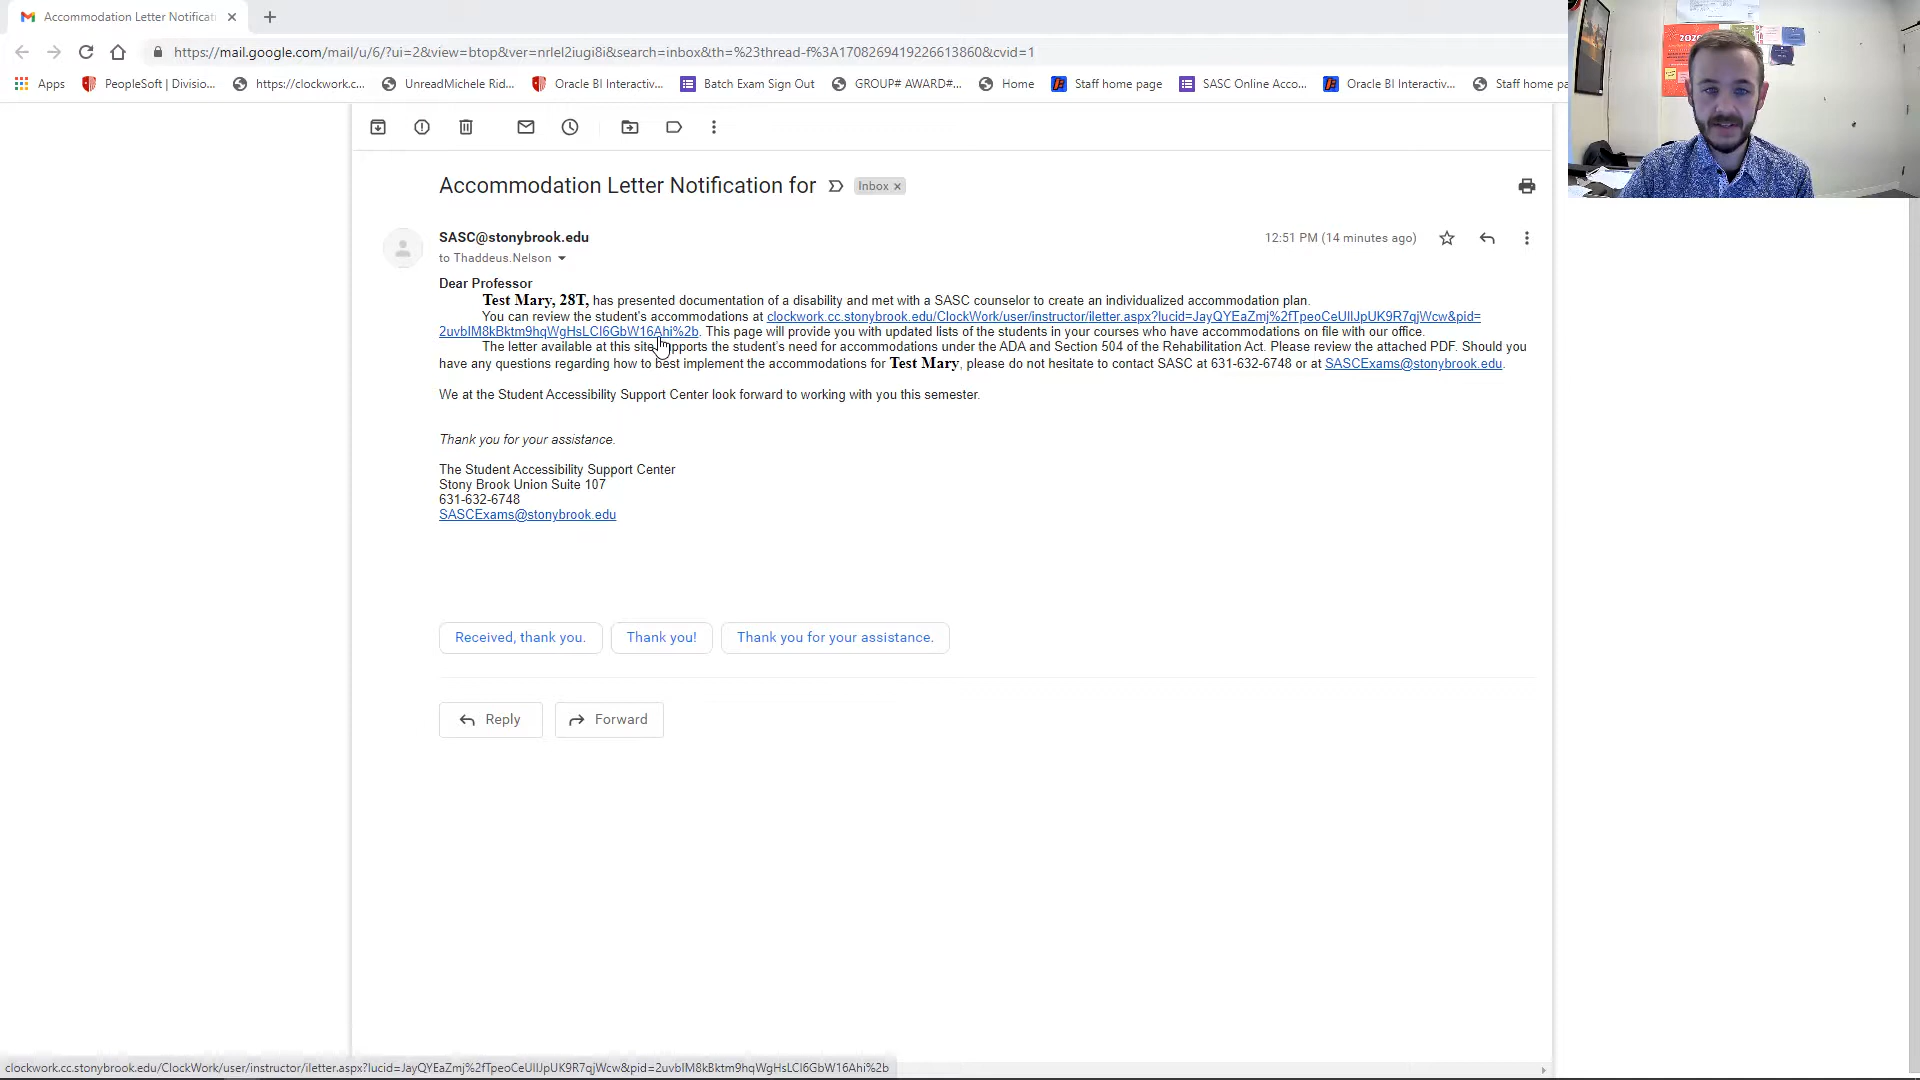 Accommodation Letter Notificat
https://mail.google.com/mail/u/6/?ui=2&view=btop&ver=nrlel2iugi8i&search=inbox&th=%23thread-f%3A1708269419226613860&cvid=1
Apps PeopleSoft | Divisio... https://clockwork.c... UnreadMichele Rid... Oracle BI Interactiv... Batch Exam Sign Out GROUP# AWARD#... Home Staff home page SASC Online Acco... Oracle BI Interactiv... Staff home pa
2020
Accommodation Letter Notification for Inbox ×
SASC@stonybrook.edu 12:51 PM (14 minutes ago)
to Thaddeus.Nelson
Dear Professor
Test Mary, 28T, has presented documentation of a disability and met with a SASC counselor to create an individualized accommodation plan.
You can review the student's accommodations at clockwork.cc.stonybrook.edu/ClockWork/user/instructor/iletter.aspx?lucid=JayQYEaZmj%2fTpeoCeUIlJpUK9R7qjWcw&pid=
2uvbIM8kBktm9hqWgHsLCI6GbW16Ahi%2b. This page will provide you with updated lists of the students in your courses who have accommodations on file with our office.
The letter available at this site supports the student's need for accommodations under the ADA and Section 504 of the Rehabilitation Act. Please review the attached PDF. Should you
have any questions regarding how to best implement the accommodations for Test Mary, please do not hesitate to contact SASC at 631-632-6748 or at SASCExams@stonybrook.edu.
We at the Student Accessibility Support Center look forward to working with you this semester.
Thank you for your assistance.
The Student Accessibility Support Center
Stony Brook Union Suite 107
631-632-6748
SASCExams@stonybrook.edu
Received, thank you. Thank you! Thank you for your assistance.
Reply Forward
clockwork.cc.stonybrook.edu/ClockWork/user/instructor/iletter.aspx?lucid=JayQYEaZmj%2fTpeoCeUIlJpUK9R7qjWcw&pid=2uvbIM8kBktm9hqWgHsLCI6GbW16Ahi%2b